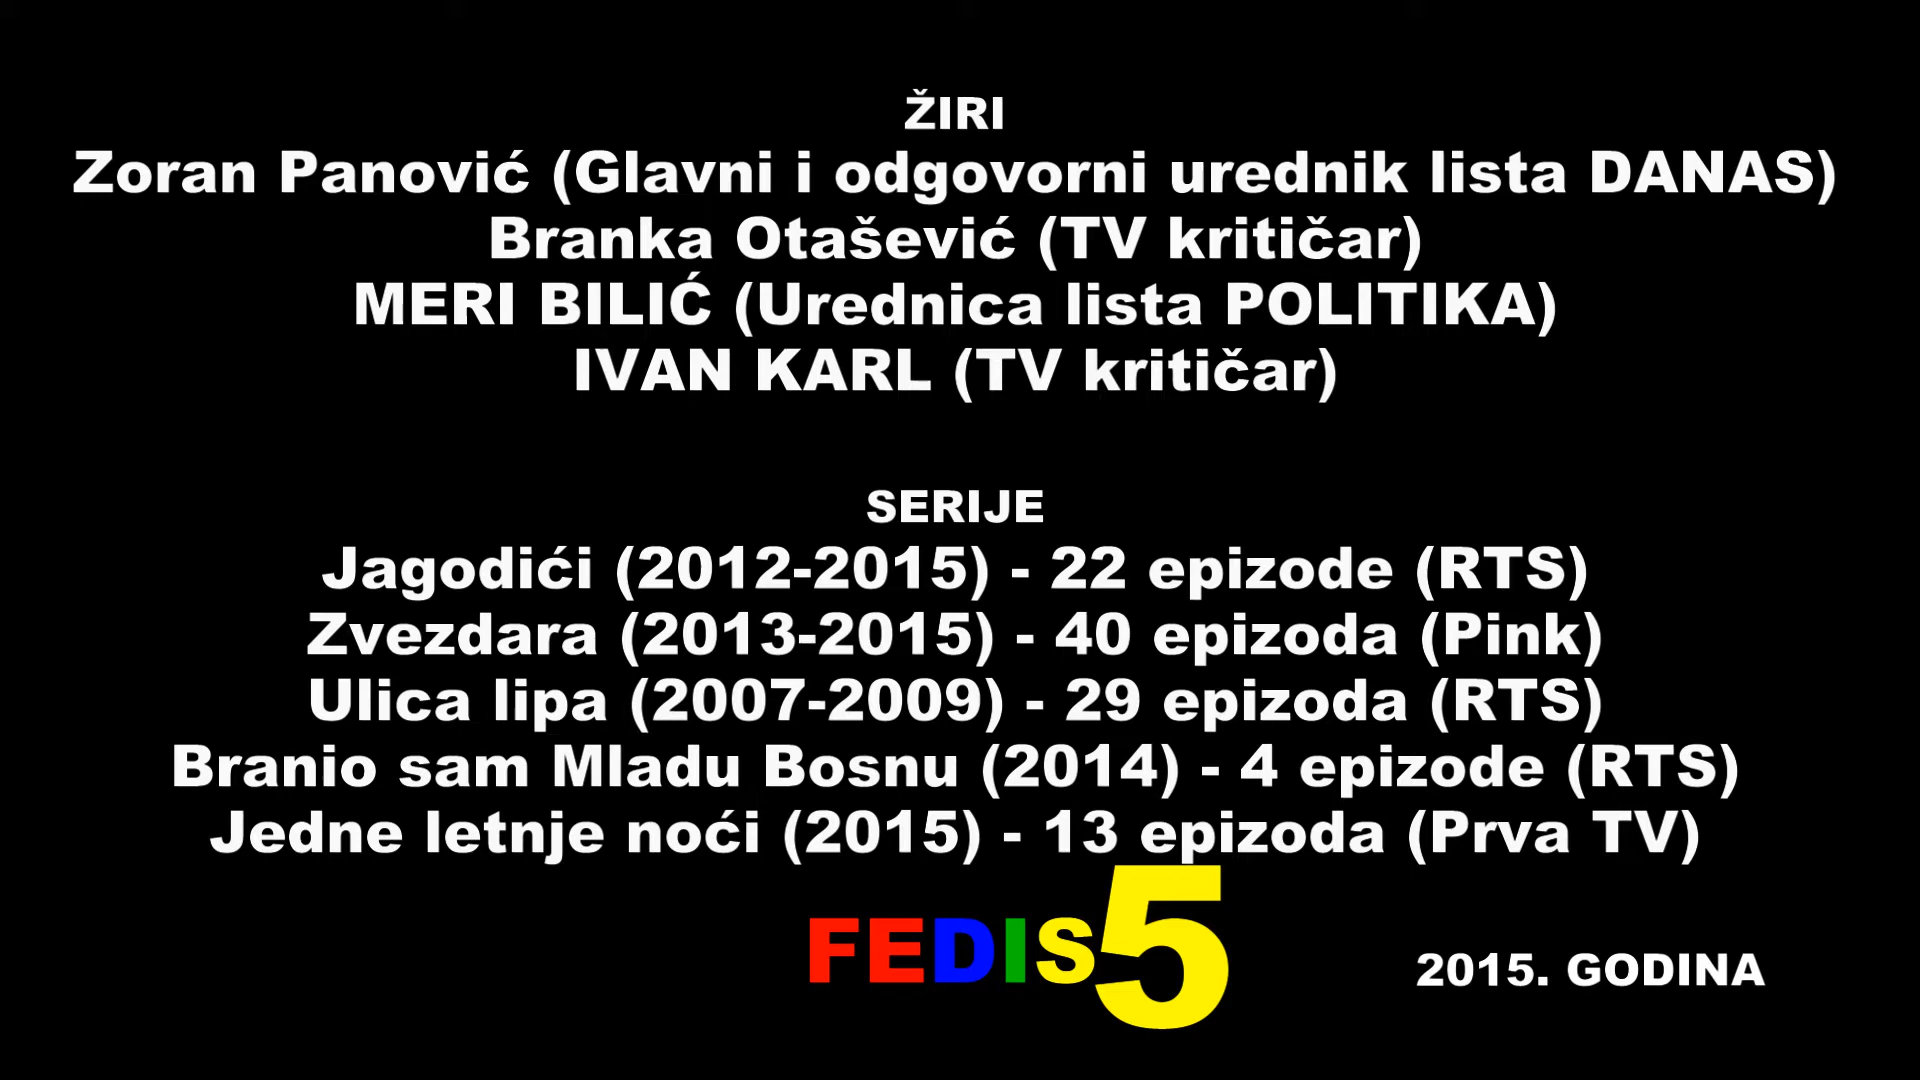 ŽIRI
Zoran Panović (Glavni i odgovorni urednik lista DANAS)
Branka Otašević (TV kritičar)
MERI BILIĆ (Urednica lista POLITIKA)
IVAN KARL (TV kritičar)
SERIJE
Jagodići (2012-2015) - 22 epizode (RTS)
Zvezdara (2013-2015) - 40 epizoda (Pink)
Ulica lipa (2007-2009) - 29 epizoda (RTS)
Branio sam Mladu Bosnu (2014) - 4 epizode (RTS)
Jedne letnje noći (2015) - 13 epizoda (Prva TV)
FEDIS 5
2015. GODINA